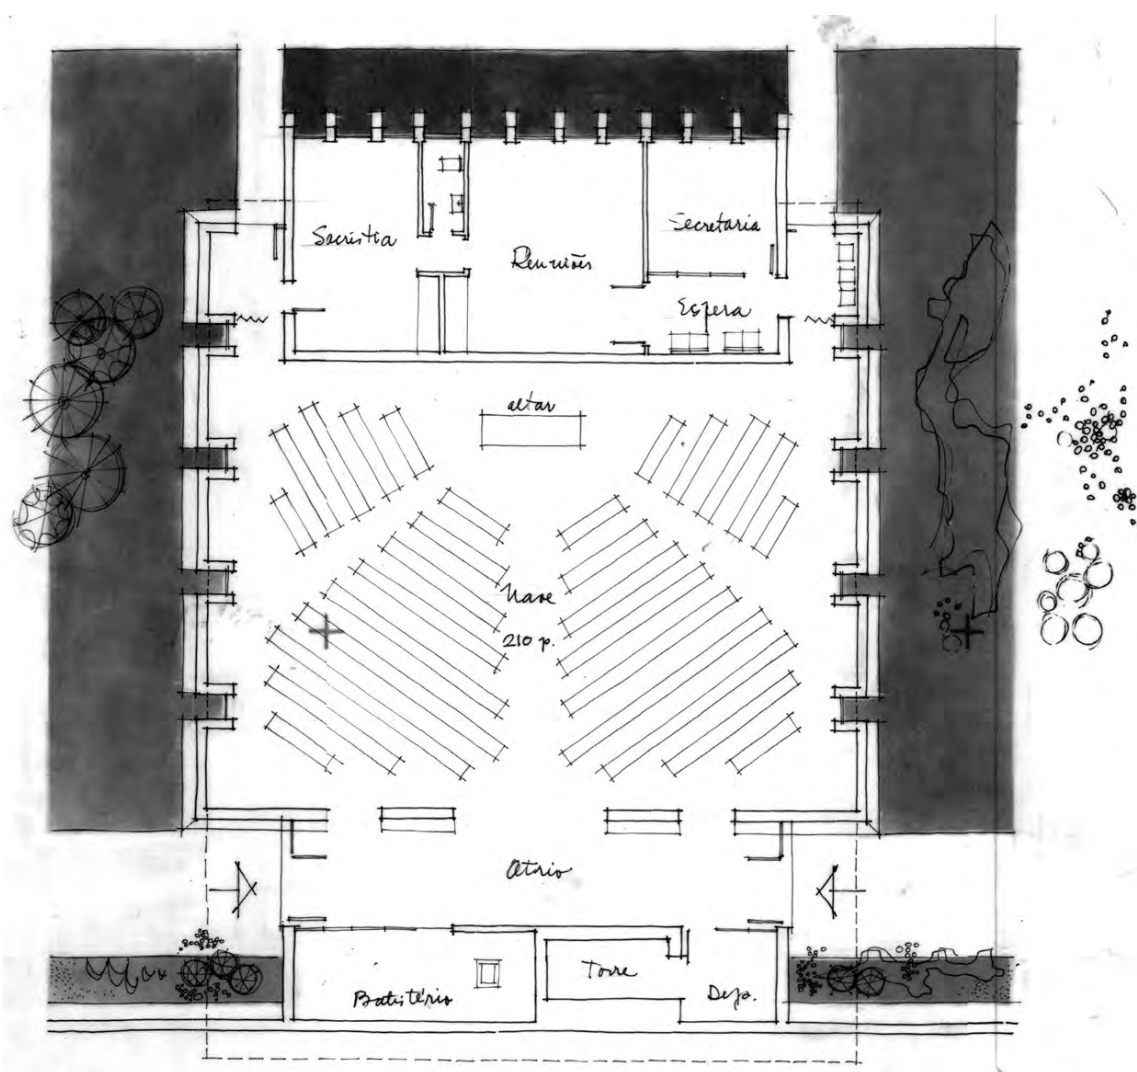 Sacristia
Reuniões
Secretaria
Espera
altar
Nave
210 p.
Atrio
Batistério
Torre
Dep.